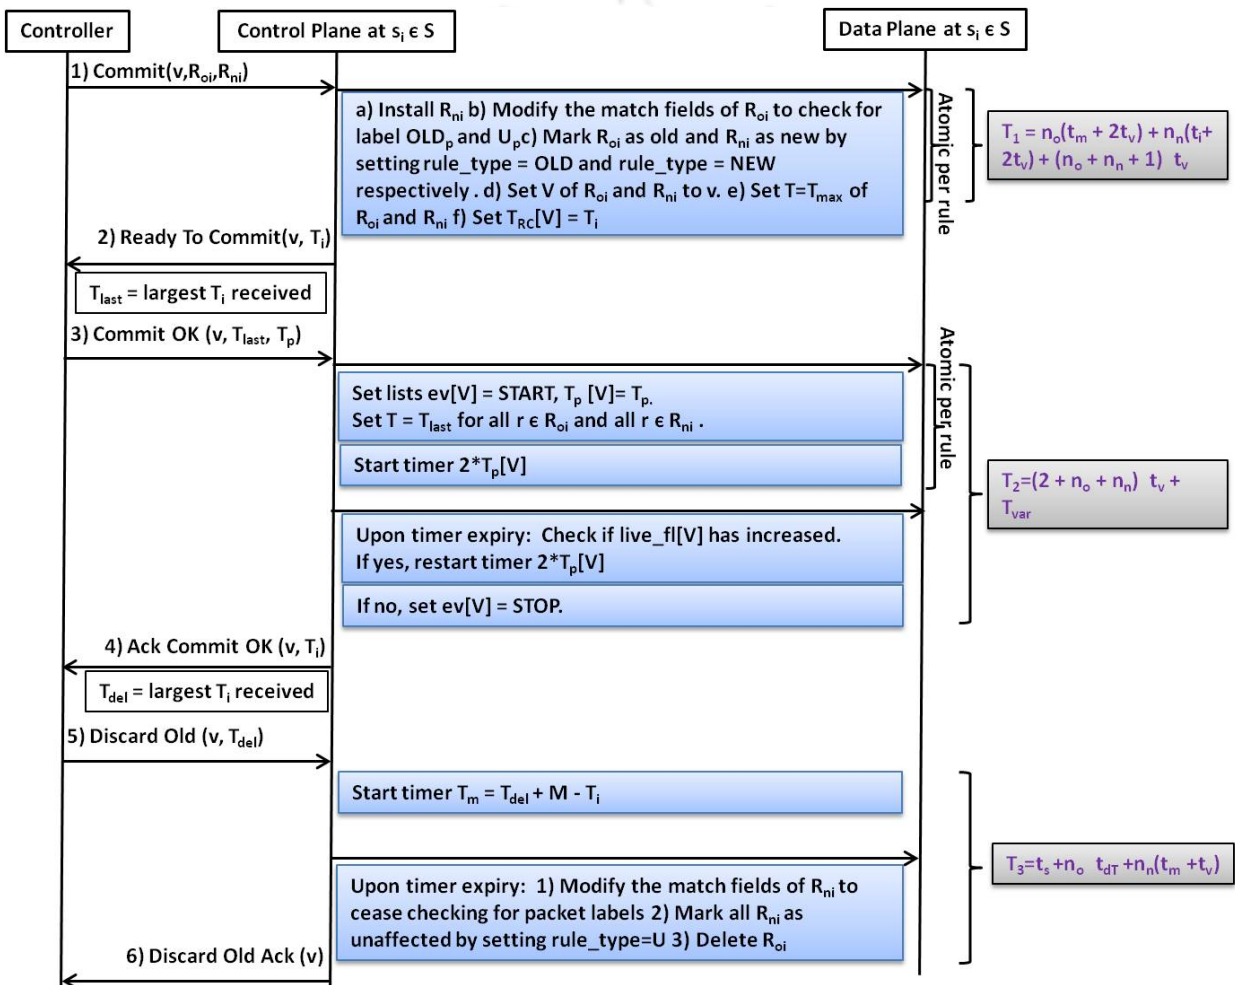 Controller
Control Plane at sᵢ ϵ S
Data Plane at sᵢ ϵ S
1) Commit(v,Rₒᵢ,Rₙᵢ)
a) Install Rₙᵢ b) Modify the match fields of Rₒᵢ to check for
label OLDₚ and Uₚc) Mark Rₒᵢ as old and Rₙᵢ as new by
setting rule_type = OLD and rule_type = NEW
respectively . d) Set V of Rₒᵢ and Rₙᵢ to v. e) Set T=Tₘₐₓ of
Rₒᵢ and Rₙᵢ f) Set T_RC[V] = Tᵢ
Atomic per rule
T₁ = nₒ(tₘ + 2tᵥ) + nₙ(tᵢ+
2tᵥ) + (nₒ + nₙ + 1) tᵥ
2) Ready To Commit(v, Tᵢ)
Tₗₐₛₜ = largest Tᵢ received
3) Commit OK (v, Tₗₐₛₜ, Tₚ)
Set lists ev[V] = START, Tₚ [V]= Tₚ.
Set T = Tₗₐₛₜ for all r ϵ Rₒᵢ and all r ϵ Rₙᵢ .
Start timer 2*Tₚ[V]
Atomic per rule
Upon timer expiry: Check if live_fl[V] has increased.
If yes, restart timer 2*Tₚ[V]
If no, set ev[V] = STOP.
T₂=(2 + nₒ + nₙ) tᵥ +
Tᵥₐᵣ
4) Ack Commit OK (v, Tᵢ)
T_del = largest Tᵢ received
5) Discard Old (v, T_del)
Start timer Tₘ = T_del + M - Tᵢ
Upon timer expiry: 1) Modify the match fields of Rₙᵢ to
cease checking for packet labels 2) Mark all Rₙᵢ as
unaffected by setting rule_type=U 3) Delete Rₒᵢ
T₃=tₛ +nₒ t_dT +nₙ(tₘ +tᵥ)
6) Discard Old Ack (v)